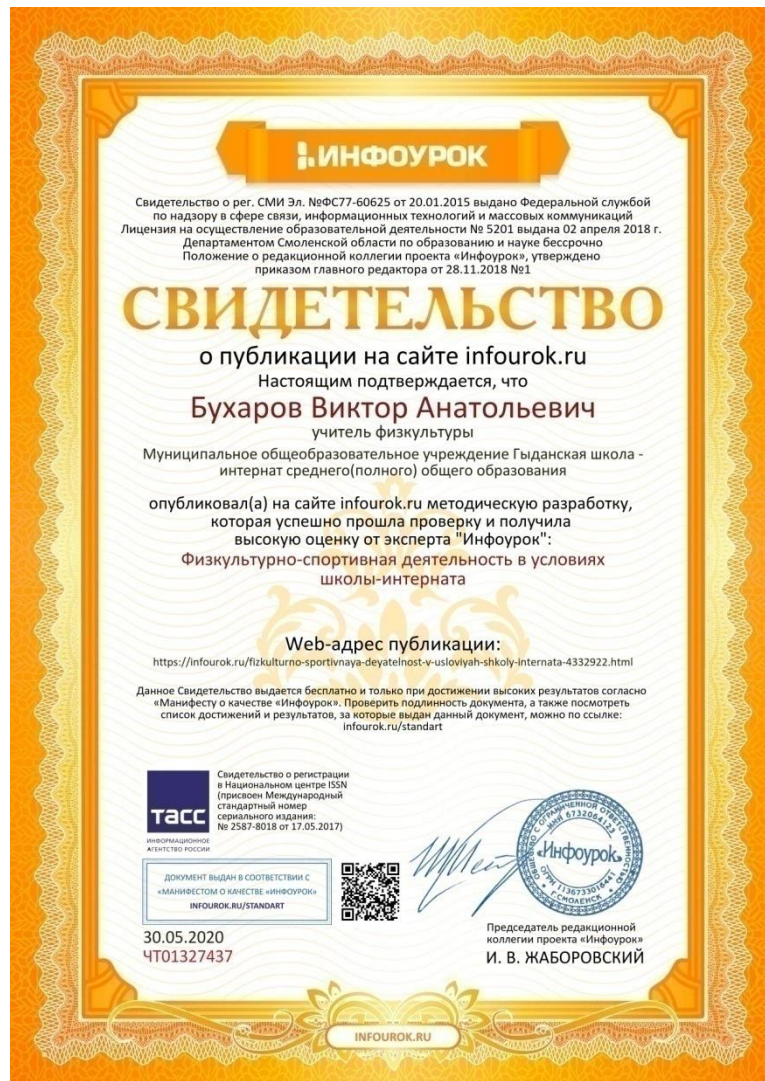 ИНФОУРОК
Свидетельство о рег. СМИ Эл. №ФС77-60625 от 20.01.2015 выдано Федеральной службой
по надзору в сфере связи, информационных технологий и массовых коммуникаций
Лицензия на осуществление образовательной деятельности № 5201 выдана 02 апреля 2018 г.
Департаментом Смоленской области по образованию и науке бессрочно
Положение о редакционной коллегии проекта «Инфоурок», утверждено
приказом главного редактора от 28.11.2018 №1
СВИДЕТЕЛЬСТВО
о публикации на сайте infourok.ru
Настоящим подтверждается, что
Бухаров Виктор Анатольевич
учитель физкультуры
Муниципальное общеобразовательное учреждение Гыданская школа -
интернат среднего(полного) общего образования
опубликовал(а) на сайте infourok.ru методическую разработку,
которая успешно прошла проверку и получила
высокую оценку от эксперта "Инфоурок":
Физкультурно-спортивная деятельность в условиях
школы-интерната
Web-адрес публикации:
https://infourok.ru/fizkulturno-sportivnaya-deyatelnost-v-usloviyah-shkoly-internata-4332922.html
Данное Свидетельство выдается бесплатно и только при достижении высоких результатов согласно
«Манифесту о качестве «Инфоурок». Проверить подлинность документа, а также посмотреть
список достижений и результатов, за которые выдан данный документ, можно по ссылке:
infourok.ru/standart
Свидетельство о регистрации
в Национальном центре ISSN
(присвоен Международный
стандартный номер
сериального издания:
№ 2587-8018 от 17.05.2017)
ТАСС
ИНФОРМАЦИОННОЕ
АГЕНТСТВО РОССИИ
ДОКУМЕНТ ВЫДАН В СООТВЕТСТВИИ С
«МАНИФЕСТОМ О КАЧЕСТВЕ «ИНФОУРОК»
INFOUROK.RU/STANDART
ОБЩЕСТВО С ОГРАНИЧЕННОЙ ОТВЕТСТВЕННОСТЬЮ
ИНН 6732064123
«Инфоурок»
ОГРН 1136733016441
Г.СМОЛЕНСК
30.05.2020
ЧТ01327437
Председатель редакционной
коллегии проекта «Инфоурок»
И. В. ЖАБОРОВСКИЙ
INFOUROK.RU